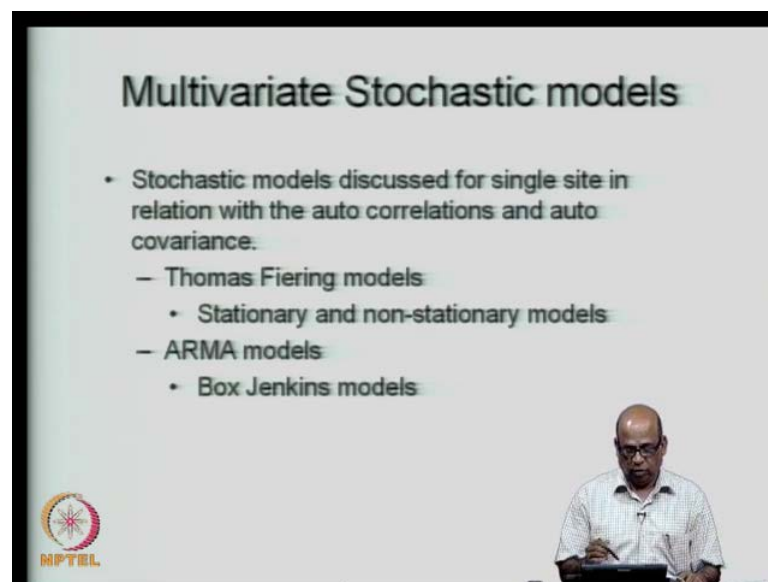 Multivariate Stochastic models
• Stochastic models discussed for single site in
relation with the auto correlations and auto
covariance.
– Thomas Fiering models
• Stationary and non-stationary models
– ARMA models
• Box Jenkins models
NPTEL